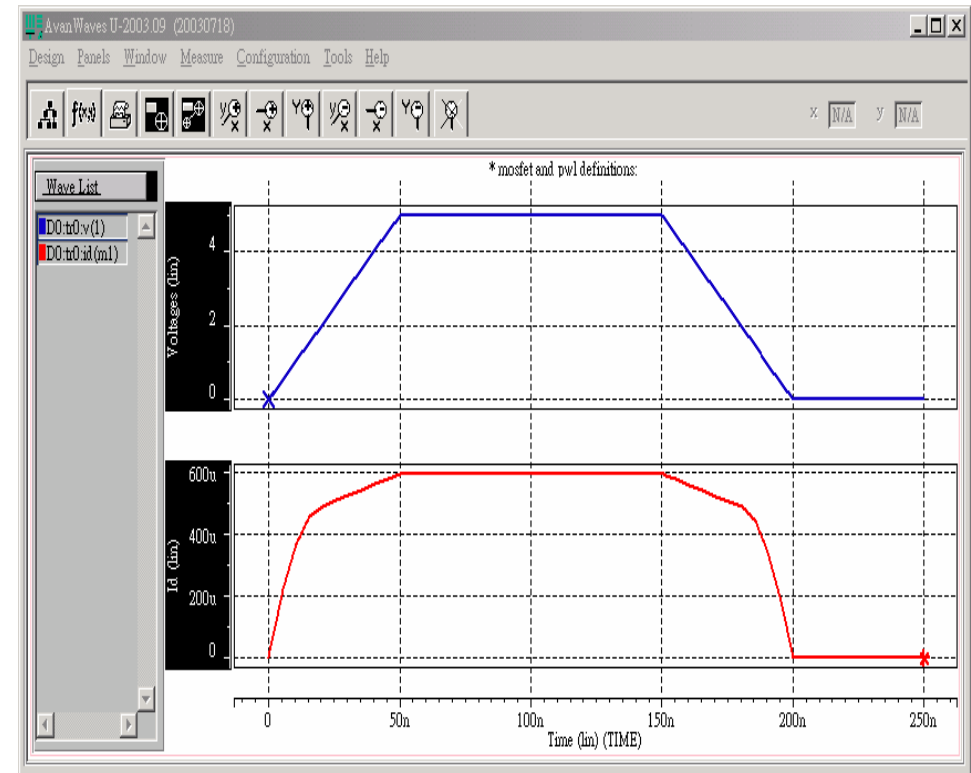 AvanWaves U-2003.09 (20030718)
Design Panels Window Measure Configuration Tools Help
f(x,y) x N/A y N/A
* mosfet and pwl definitions:
Wave List
D0:tr0:v(1)
D0:tr0:id(m1)
Voltages (lin)
4
2
0
Id (lin)
600u
400u
200u
0
0 50n 100n 150n 200n 250n
Time (lin) (TIME)